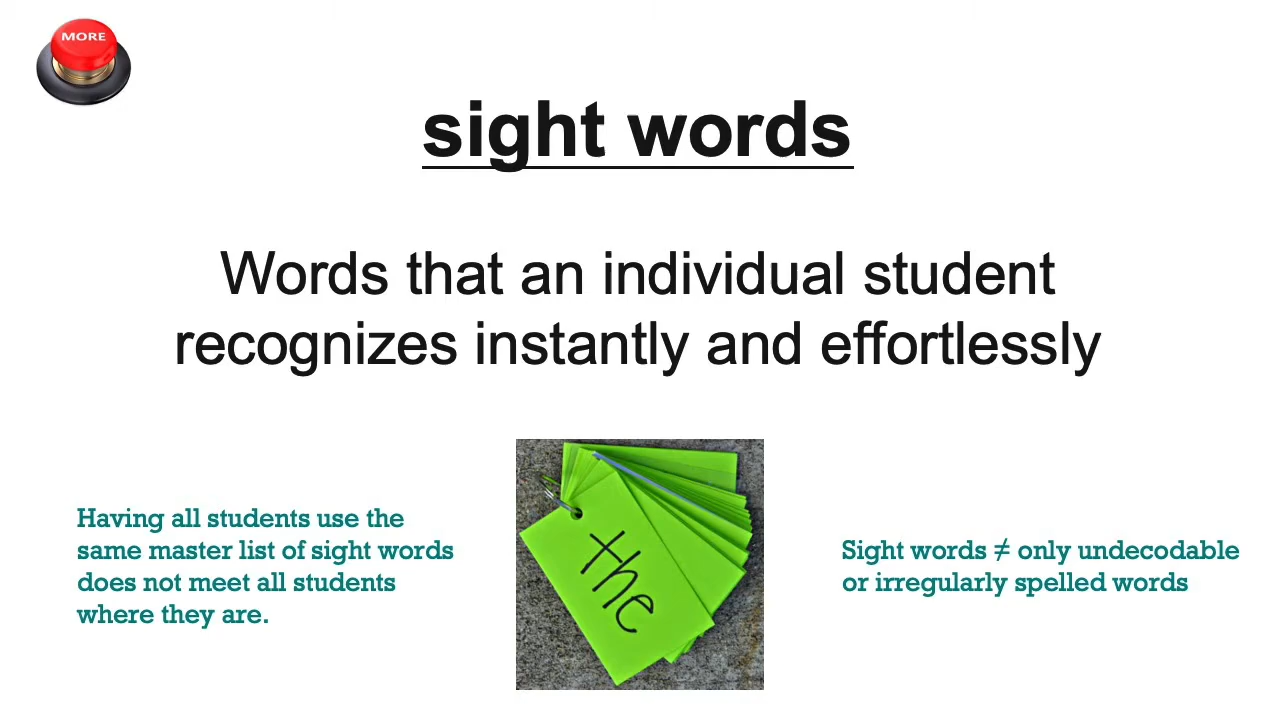 MORE
sight words
Words that an individual student
recognizes instantly and effortlessly
Having all students use the
same master list of sight words
does not meet all students
where they are.
the
Sight words ≠ only undecodable
or irregularly spelled words